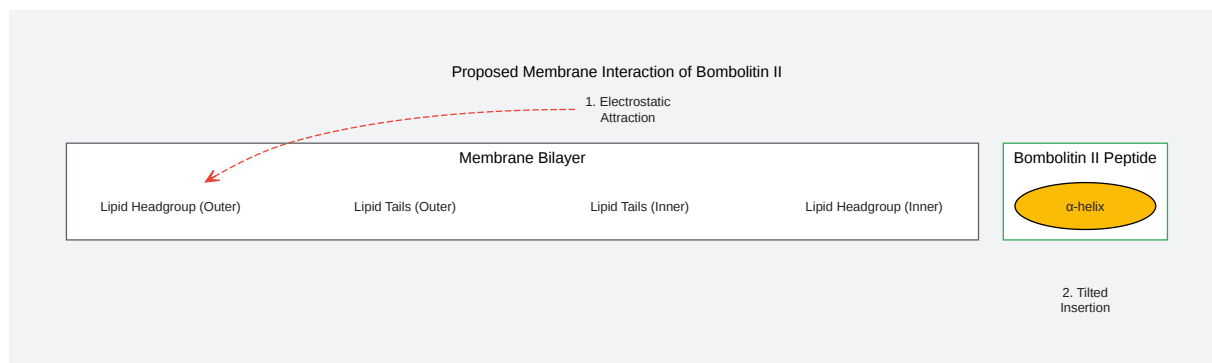 Proposed Membrane Interaction of Bombolitin II
1. Electrostatic
Attraction
Membrane Bilayer
Bombolitin II Peptide
Lipid Headgroup (Outer)
Lipid Tails (Outer)
Lipid Tails (Inner)
Lipid Headgroup (Inner)
α-helix
2. Tilted
Insertion